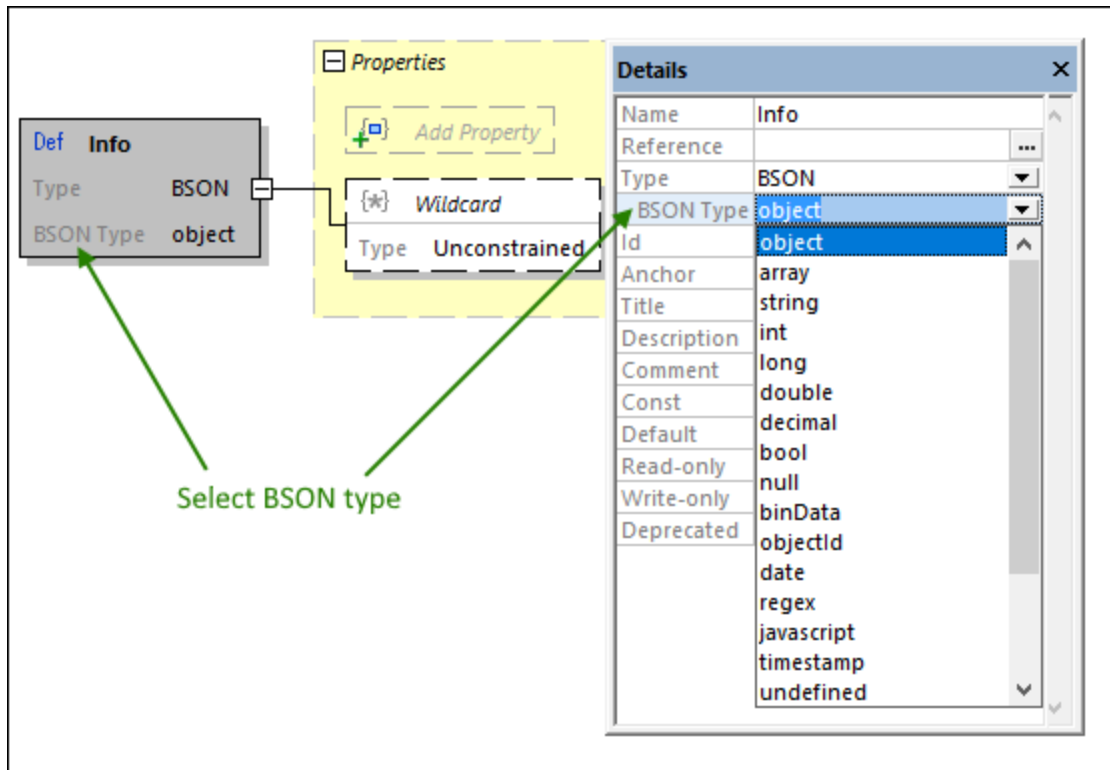 Properties
Add Property
Def Info
Type BSON
BSON Type object
{*} Wildcard
Type Unconstrained
Select BSON type
Details
Name Info
Reference ...
Type BSON
BSON Type object
Id
Anchor
Title
Description
Comment
Const
Default
Read-only
Write-only
Deprecated
object
array
string
int
long
double
decimal
bool
null
binData
objectId
date
regex
javascript
timestamp
undefined